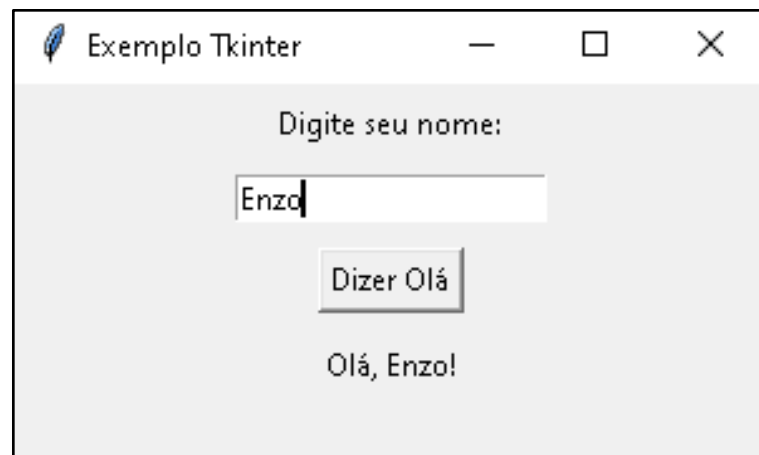 Exemplo Tkinter
Digite seu nome:
Enzo
Dizer Olá
Olá, Enzo!